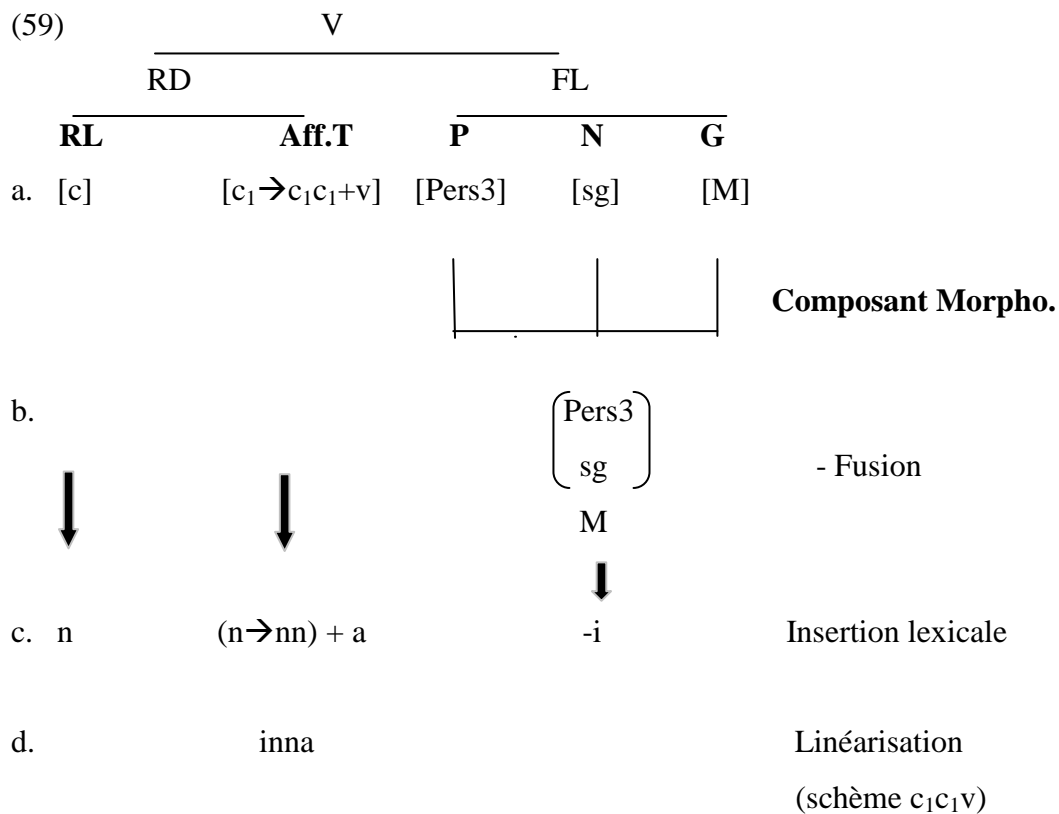 (59) V
RD FL
RL Aff.T P N G
a. [c] [c₁→c₁c₁+v] [Pers3] [sg] [M]
Composant Morpho.
b. Pers3
sg - Fusion
M
c. n (n→nn) + a -i Insertion lexicale
d. inna Linéarisation
(schème c₁c₁v)